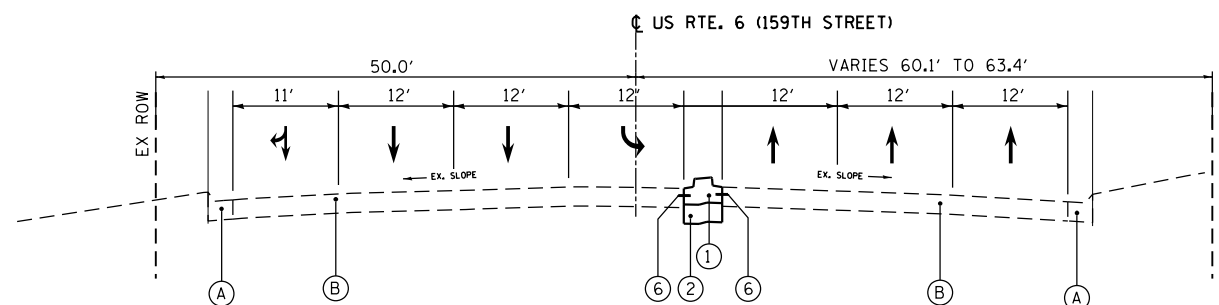 ℄ US RTE. 6 (159TH STREET)
50.0' VARIES 60.1' TO 63.4'
11' 12' 12' 12' 12' 12' 12'
EX ROW
EX. SLOPE EX. SLOPE
A B 6 2 1 6 B A